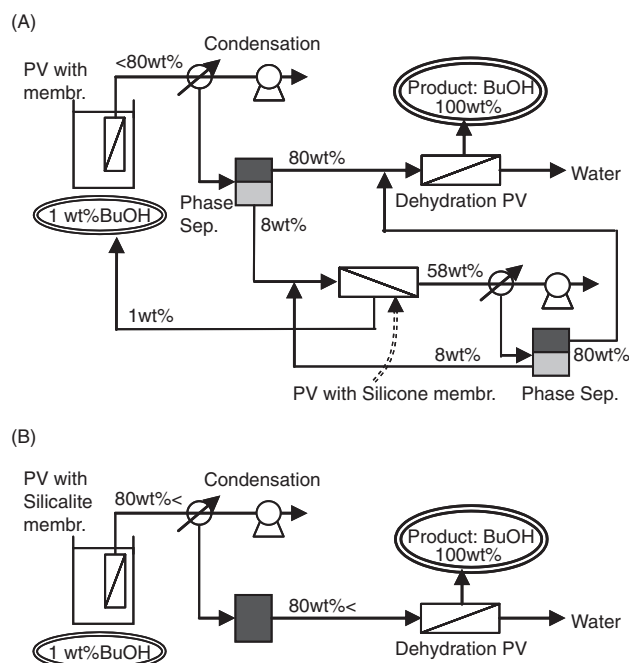 (A)
PV with
membr.
<80wt%
Condensation
1 wt%BuOH
Phase
Sep.
80wt%
Product: BuOH
100wt%
Water
Dehydration PV
8wt%
58wt%
1wt%
8wt%
80wt%
PV with Silicone membr.
Phase Sep.
(B)
PV with
Silicalite
membr.
80wt%<
Condensation
1 wt%BuOH
80wt%<
Product: BuOH
100wt%
Water
Dehydration PV